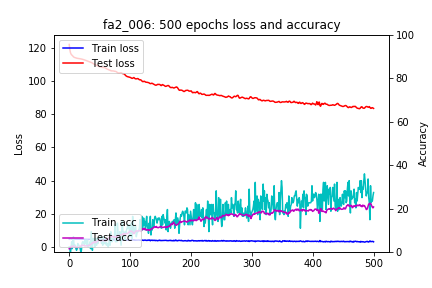 fa2_006: 500 epochs loss and accuracy
Train loss
Test loss
Train acc
Test acc
Loss
Accuracy
120
100
80
60
40
20
0
100
80
60
40
20
0
0
100
200
300
400
500